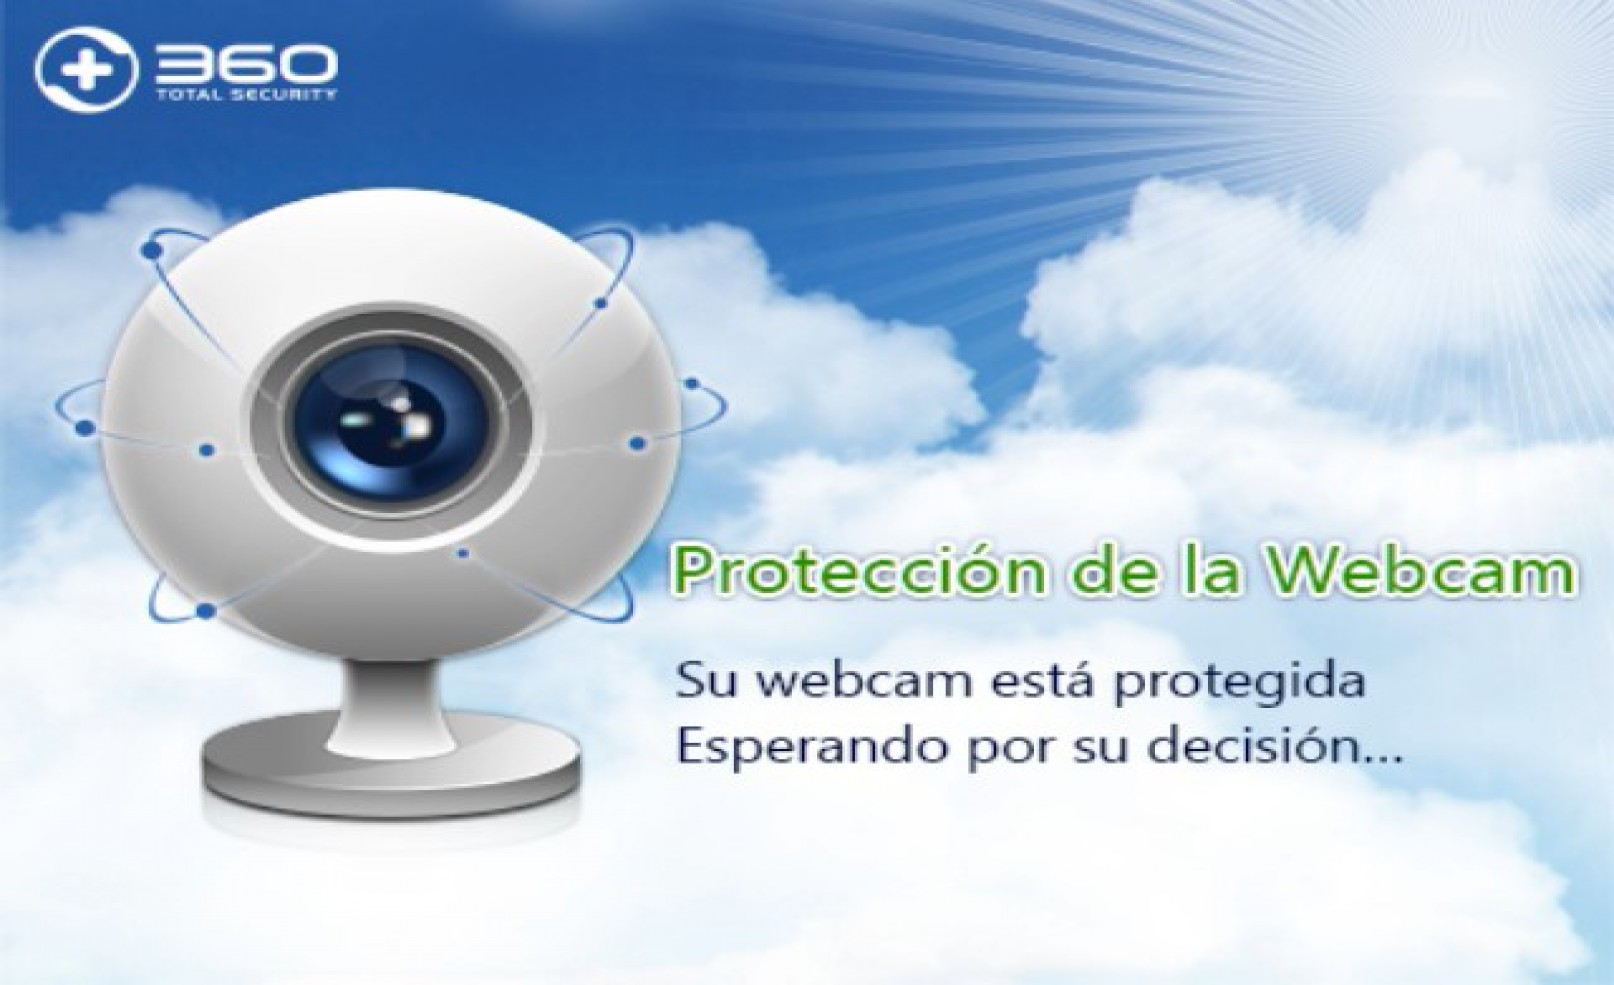 360
TOTAL SECURITY
Protección de la Webcam
Su webcam está protegida
Esperando por su decisión...